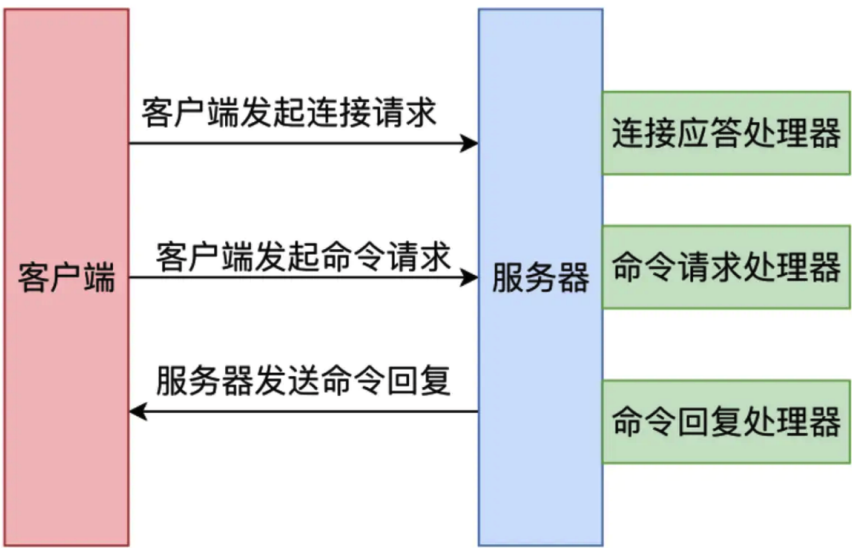 客户端发起连接请求
连接应答处理器
客户端发起命令请求
客户端
服务器
命令请求处理器
服务器发送命令回复
命令回复处理器